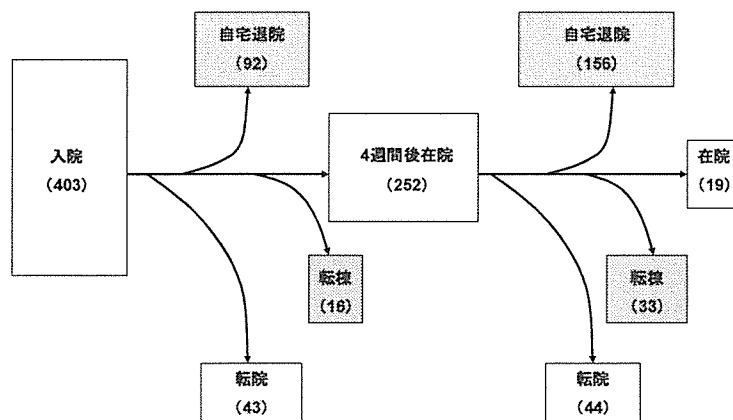 自宅退院
（92）
自宅退院
（156）
入院
（403）
4週間後在院
（252）
在院
（19）
転棟
（16）
転棟
（33）
転院
（43）
転院
（44）